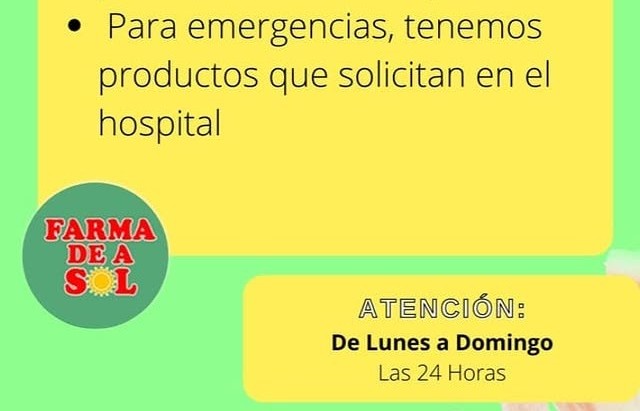 • Para emergencias, tenemos
productos que solicitan en el
hospital
FARMA
DE A
SOL
ATENCIÓN:
De Lunes a Domingo
Las 24 Horas